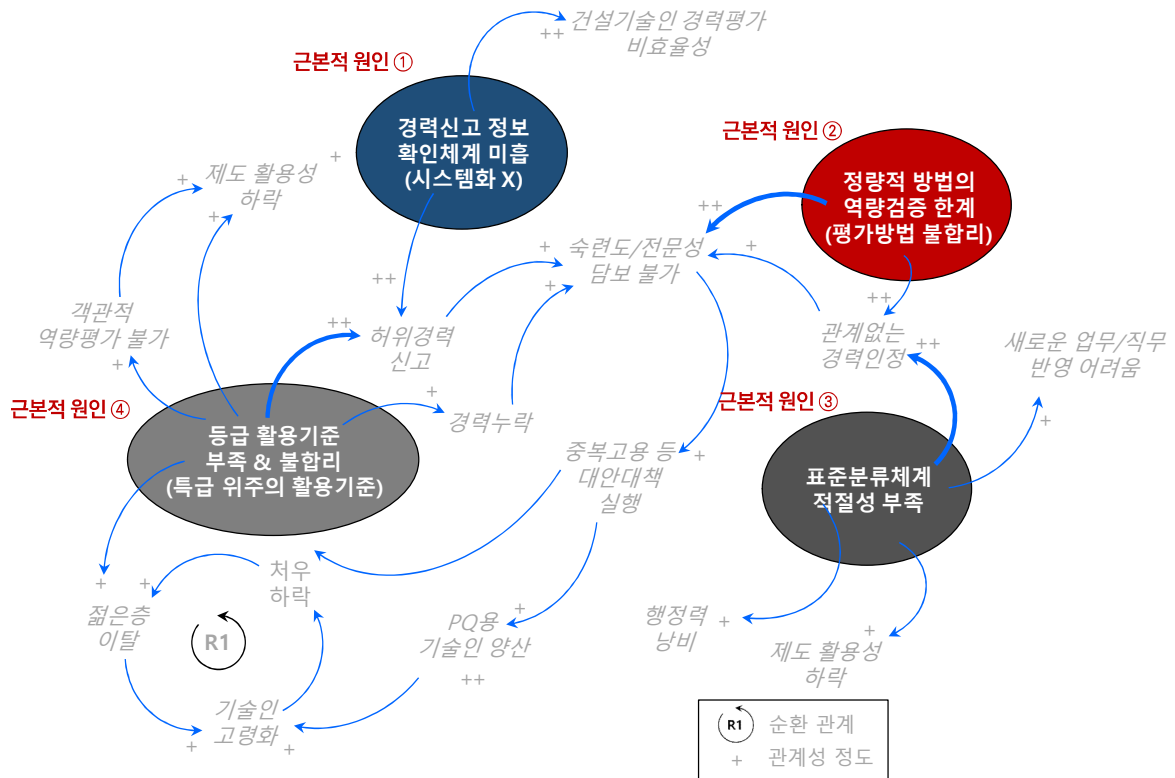 건설기술인 경력평가
비효율성
++
근본적 원인 ①
경력신고 정보
확인체계 미흡
(시스템화 X)
근본적 원인 ②
정량적 방법의
역량검증 한계
(평가방법 불합리)
+
제도 활용성
하락
+
+
++
숙련도/전문성
담보 불가
+
+
+
++
++
객관적
역량평가 불가
+
++
허위경력
신고
관계없는
경력인정
++
새로운 업무/직무
반영 어려움
+
근본적 원인 ④
등급 활용기준
부족 & 불합리
(특급 위주의 활용기준)
+
경력누락
근본적 원인 ③
표준분류체계
적절성 부족
중복고용 등
대안대책
실행
+
처우
하락
+
+
젊은층
이탈
R1
PQ용
기술인 양산
+
++
행정력
낭비
+
제도 활용성
하락
+
기술인
고령화
+
+
R1
순환 관계
+
관계성 정도